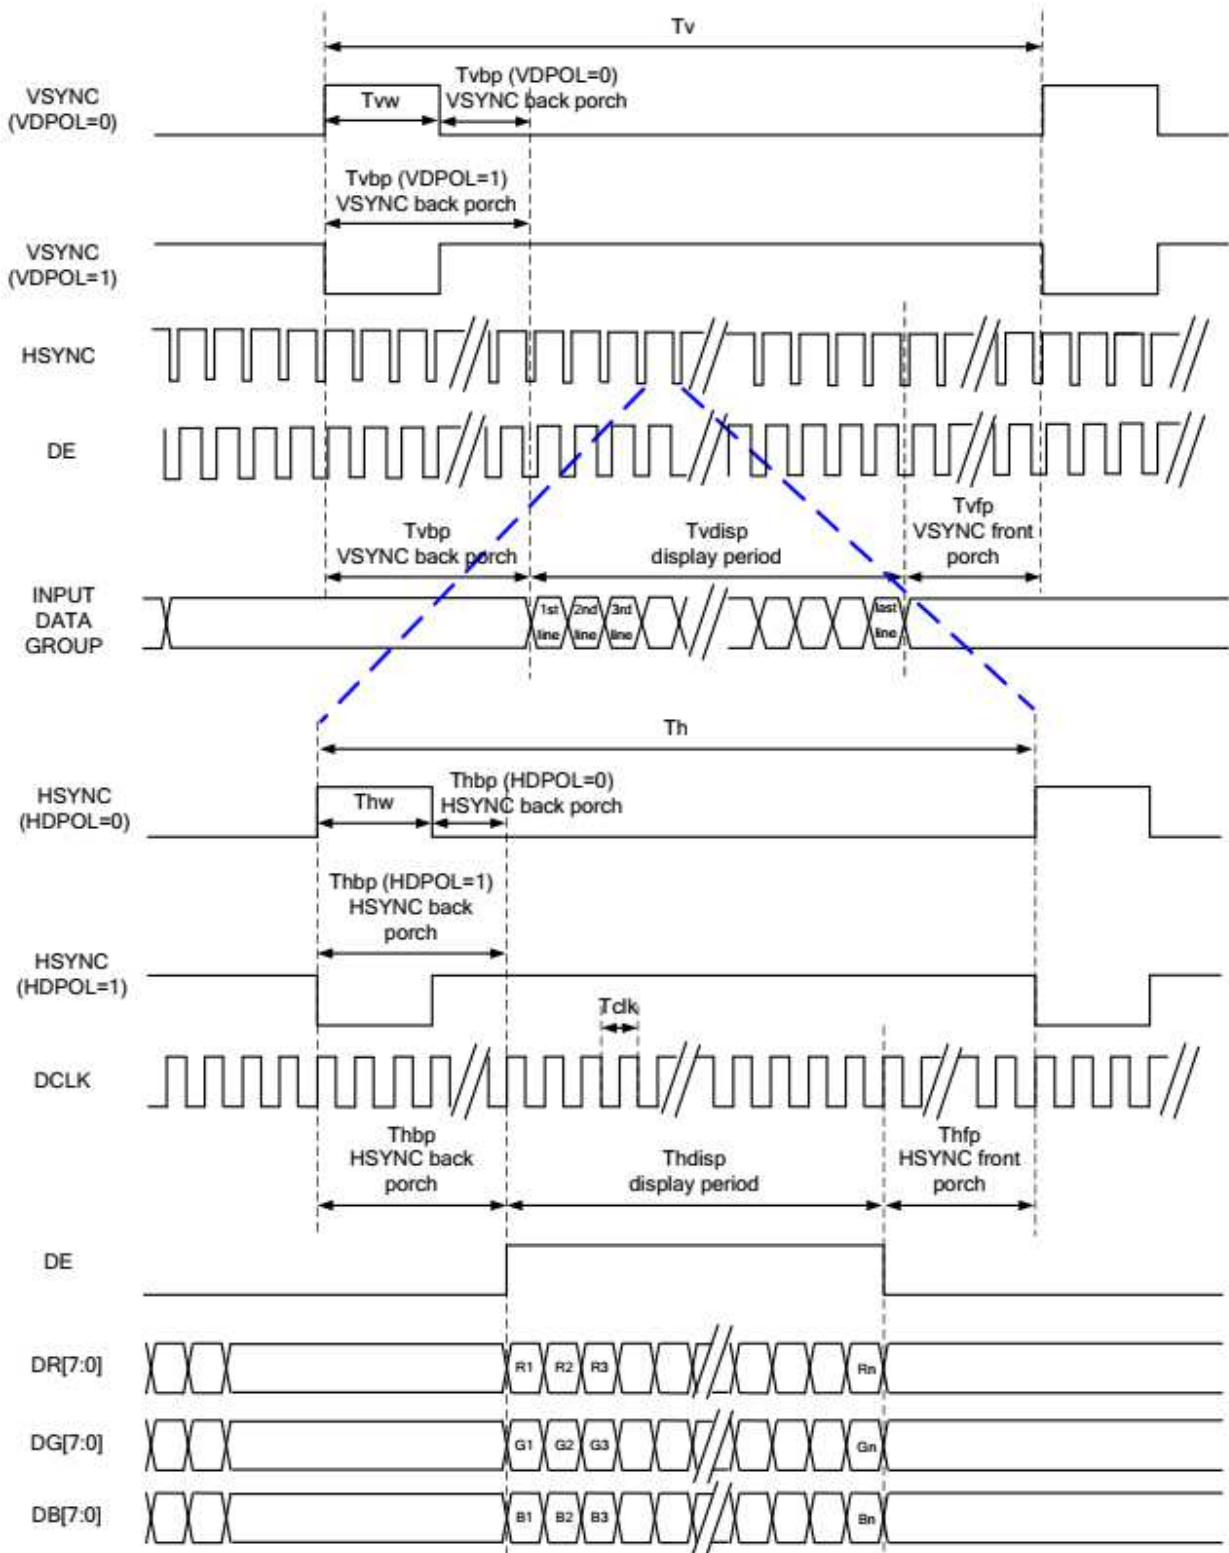 Tv
VSYNC
(VDPOL=0)
Tvw
Tvbp (VDPOL=0)
VSYNC back porch
Tvbp (VDPOL=1)
VSYNC back porch
VSYNC
(VDPOL=1)
HSYNC
DE
Tvbp
VSYNC back porch
Tvdisp
display period
Tvfp
VSYNC front
porch
INPUT
DATA
GROUP
1st
line
2nd
line
3rd
line
last
line
Th
HSYNC
(HDPOL=0)
Thw
Thbp (HDPOL=0)
HSYNC back porch
Thbp (HDPOL=1)
HSYNC back
porch
HSYNC
(HDPOL=1)
Tclk
DCLK
Thbp
HSYNC back
porch
Thdisp
display period
Thfp
HSYNC front
porch
DE
DR[7:0]
R1 R2 R3 Rn
DG[7:0]
G1 G2 G3 Gn
DB[7:0]
B1 B2 B3 Bn